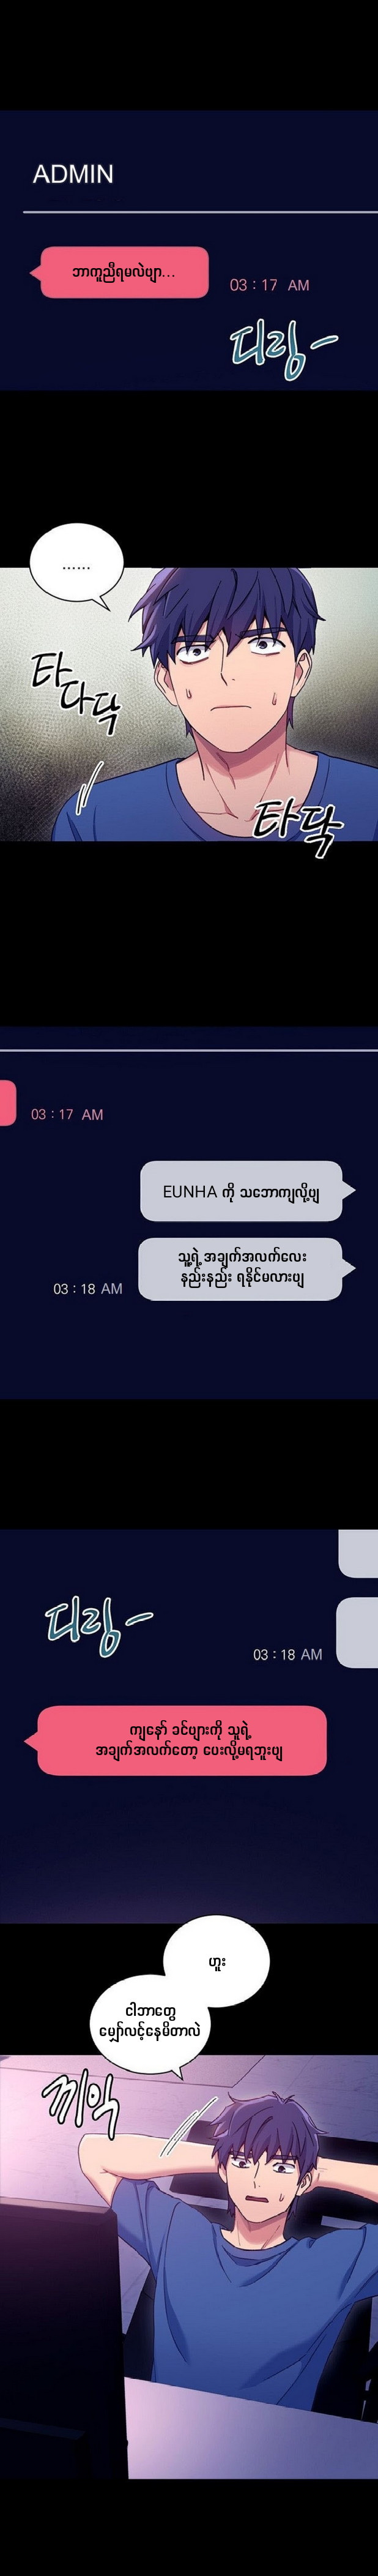 ADMIN
ဘာကူညီရမလဲဗျာ...
03 : 17 AM
디링-
......
타
다닥
타닥
03 : 17 AM
EUNHA ကို သဘောကျလို့ဗျ
သူ့ရဲ့ အချက်အလက်လေး
နည်းနည်း ရနိုင်မလားဗျ
03 : 18 AM
디링-
03 : 18 AM
ကျနော် ခင်ဗျားကို သူရဲ့
အချက်အလက်တော့ ပေးလို့မရဘူးဗျ
ဟူး
ငါဘာတွေ
မျှော်လင့်နေမိတာလဲ
끼익